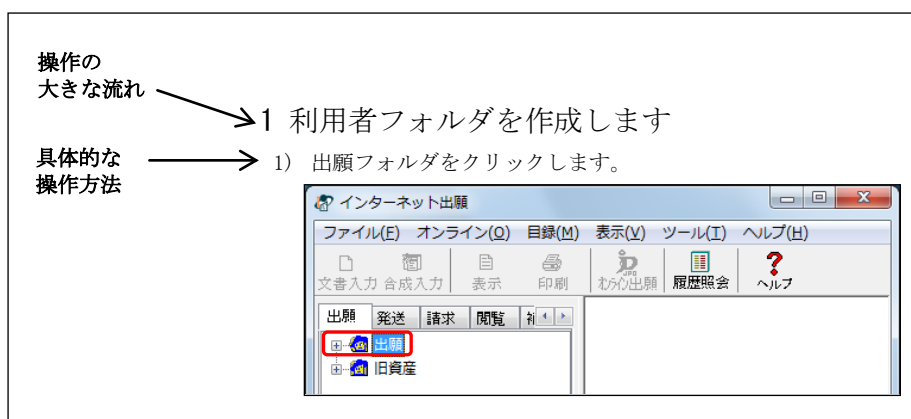 操作の
大きな流れ
1 利用者フォルダを作成します
具体的な
操作方法
1) 出願フォルダをクリックします。
インターネット出願
ファイル(F) オンライン(O) 目録(M) 表示(V) ツール(T) ヘルプ(H)
文書入力 合成入力 表示 印刷 オンライン出願 履歴照会 ヘルプ
出願 発送 請求 閲覧
出願
旧資産